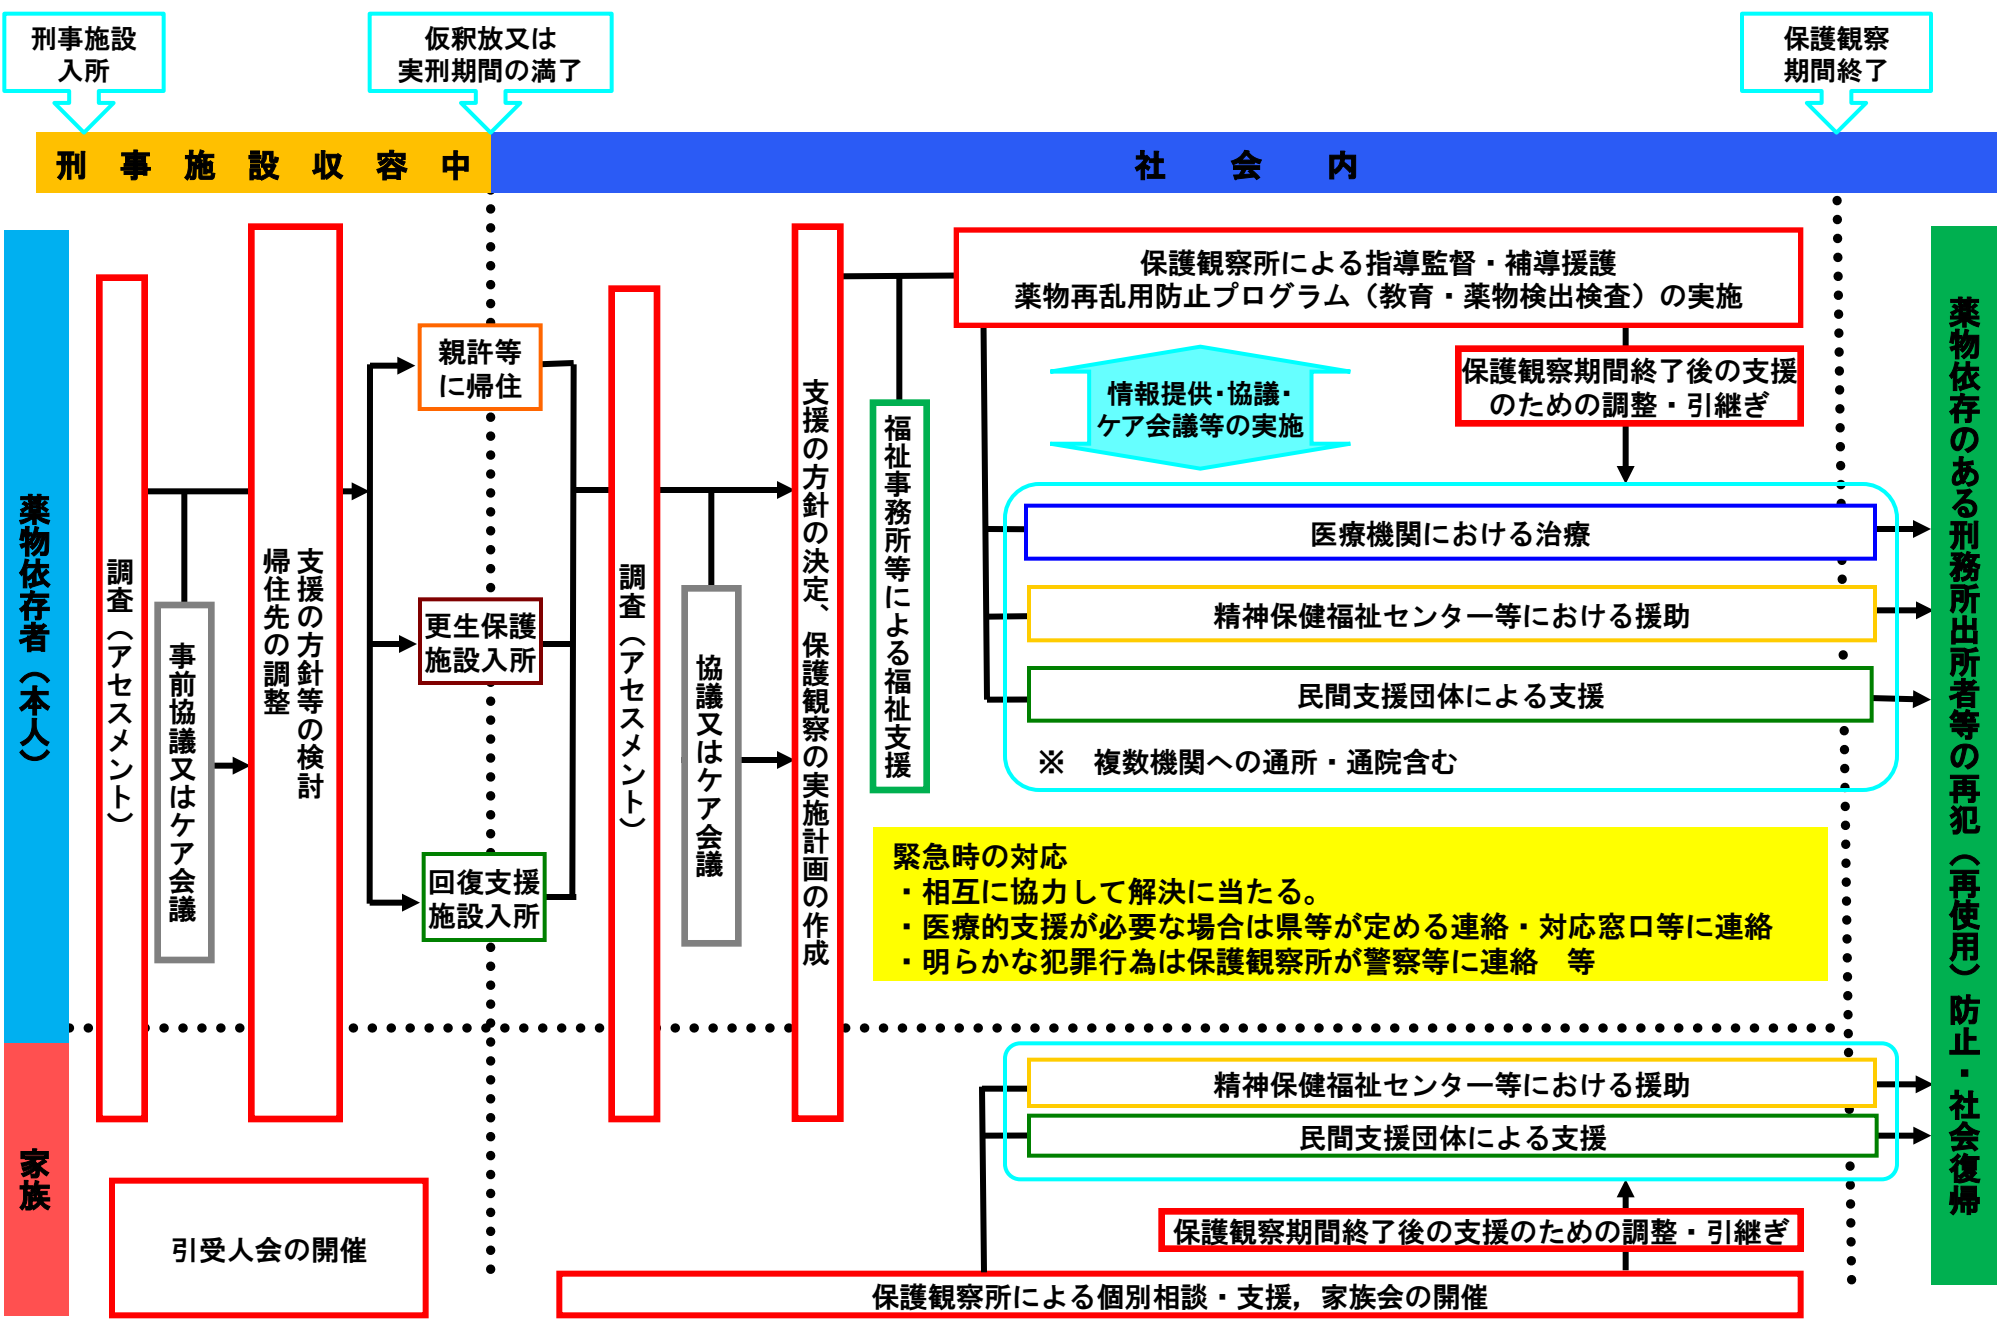 刑事施設
入所
仮釈放又は
実刑期間の満了
保護観察
期間終了
刑事施設収容中
社会内
薬物依存者（本人）
調査（アセスメント）
事前協議又はケア会議
支援の方針等の検討
帰住先の調整
親許等
に帰住
更生保護
施設入所
回復支援
施設入所
調査（アセスメント）
協議又はケア会議
支援の方針の決定、保護観察の実施計画の作成
福祉事務所等による福祉支援
保護観察所による指導監督・補導援護
薬物再乱用防止プログラム（教育・薬物検出検査）の実施
情報提供・協議・
ケア会議等の実施
保護観察期間終了後の支援
のための調整・引継ぎ
医療機関における治療
精神保健福祉センター等における援助
民間支援団体による支援
※　複数機関への通所・通院含む
緊急時の対応
・相互に協力して解決に当たる。
・医療的支援が必要な場合は県等が定める連絡・対応窓口等に連絡
・明らかな犯罪行為は保護観察所が警察等に連絡　等
薬物依存のある刑務所出所者等の再犯（再使用）防止・社会復帰
家族
引受人会の開催
精神保健福祉センター等における援助
民間支援団体による支援
保護観察期間終了後の支援のための調整・引継ぎ
保護観察所による個別相談・支援，家族会の開催